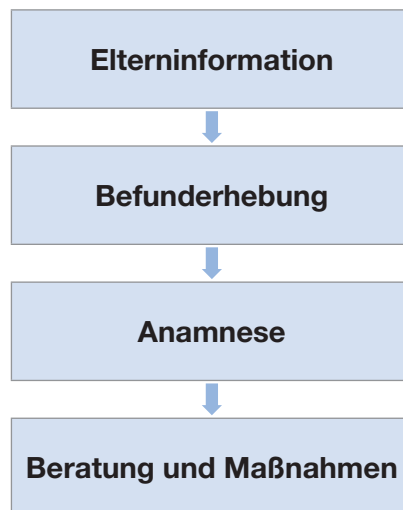 Elterninformation
Befunderhebung
Anamnese
Beratung und Maßnahmen